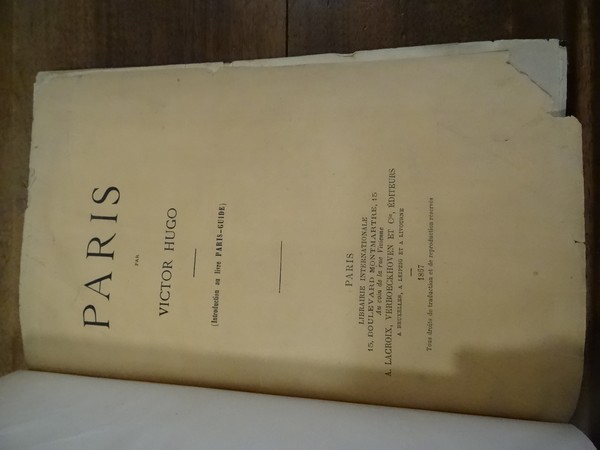 PARIS
PAR
VICTOR HUGO
(Introduction au livre PARIS-GUIDE)
PARIS
LIBRAIRIE INTERNATIONALE
15, BOULEVARD MONTMARTRE, 15
Au coin de la rue Vivienne
A. LACROIX, VERBOECKHOVEN ET Ce, ÉDITEURS
A BRUXELLES, A LEIPZIG ET A LIVOURNE
1867
Tous droits de traduction et de reproduction réservés